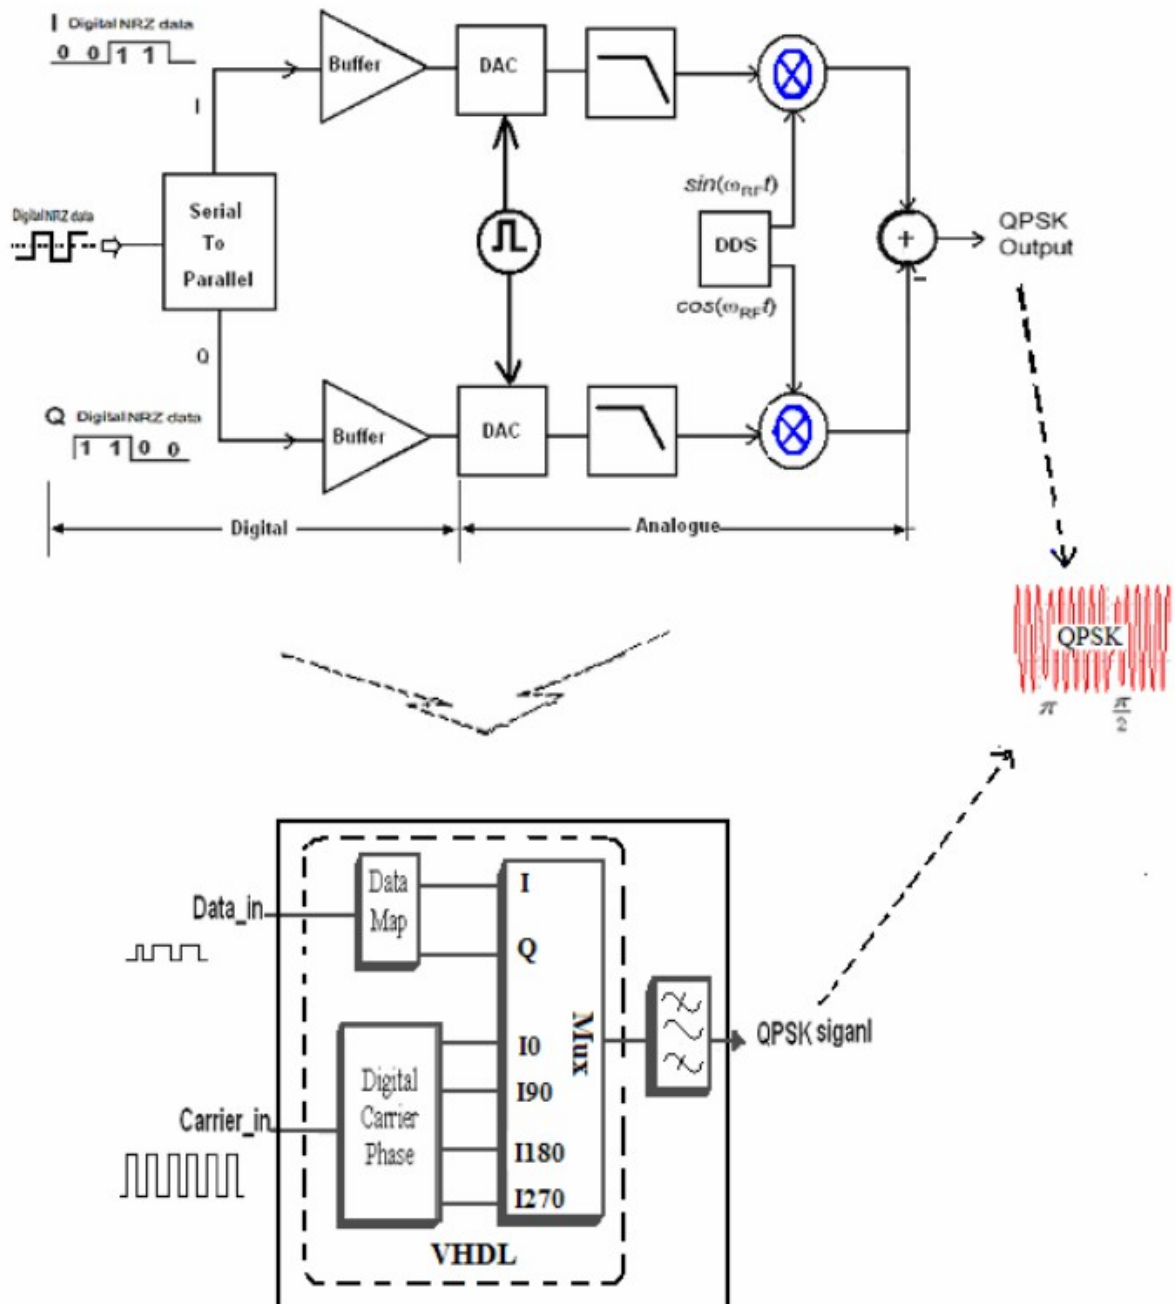 I Digital NRZ data
0 0 1 1
Buffer
DAC
I
sin(ωRFt)
Digital NRZ data
Serial
To
Parallel
DDS
+
QPSK
Output
-
cos(ωRFt)
Q
Q Digital NRZ data
1 1 0 0
Buffer
DAC
Digital
Analogue
QPSK
π
π/2
Data_in
Data
Map
I
Q
Mux
QPSK siganl
I0
Carrier_in
Digital
Carrier
Phase
I90
I180
I270
VHDL